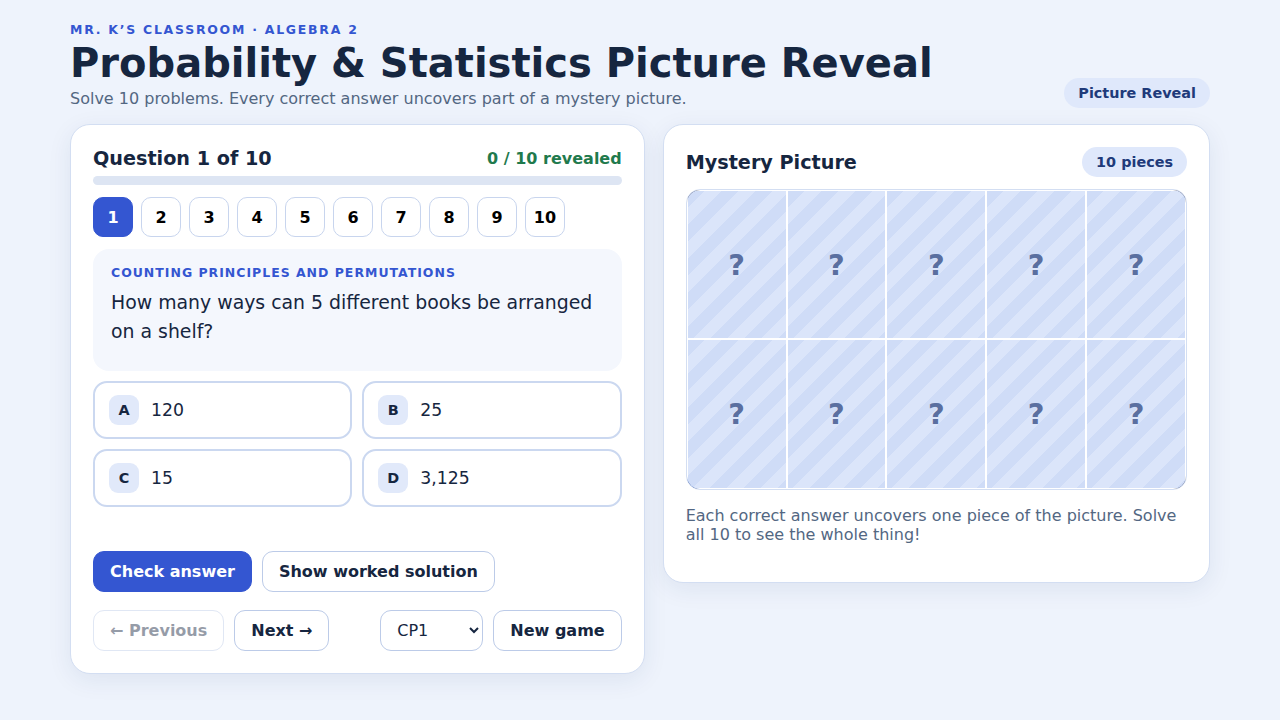 MR. K’S CLASSROOM · ALGEBRA 2
Probability & Statistics Picture Reveal
Solve 10 problems. Every correct answer uncovers part of a mystery picture.
Picture Reveal
Question 1 of 10
0 / 10 revealed
1 2 3 4 5 6 7 8 9 10
COUNTING PRINCIPLES AND PERMUTATIONS
How many ways can 5 different books be arranged
on a shelf?
A 120
B 25
C 15
D 3,125
Check answer
Show worked solution
← Previous
Next →
CP1
New game
Mystery Picture
10 pieces
? ? ? ? ?
? ? ? ? ?
Each correct answer uncovers one piece of the picture. Solve
all 10 to see the whole thing!